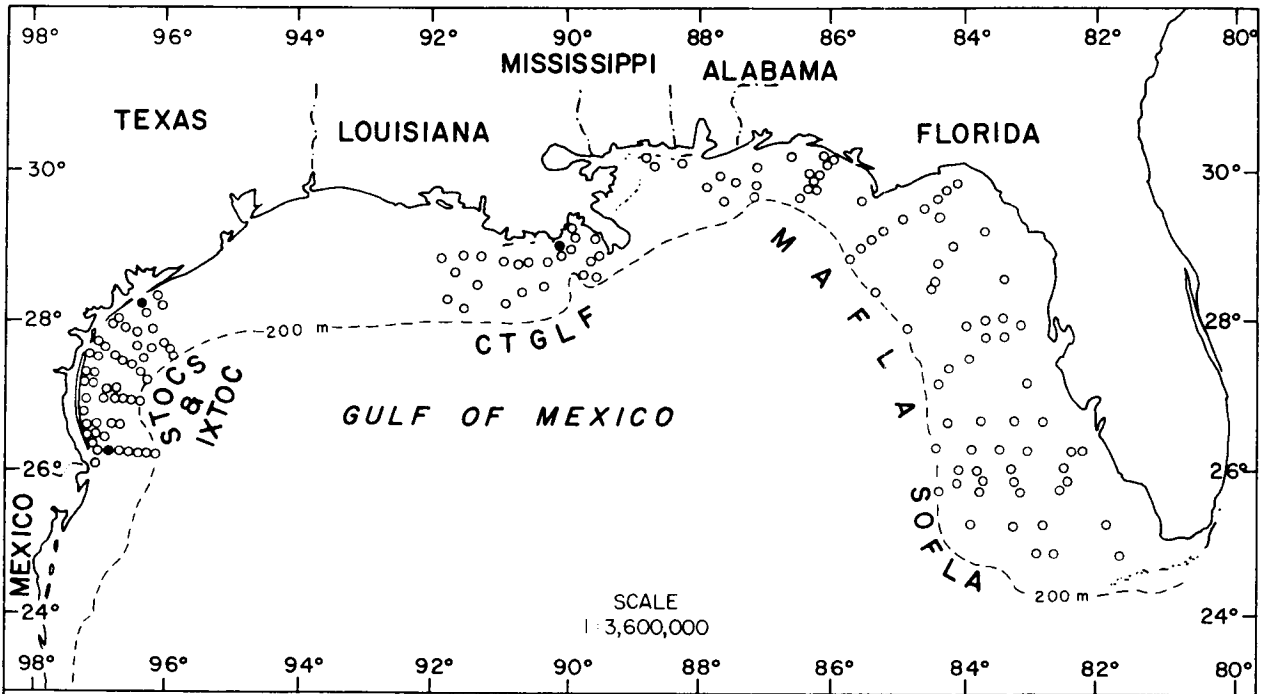 98° 96° 94° 92° 90° 88° 86° 84° 82° 80°
MISSISSIPPI ALABAMA
TEXAS LOUISIANA FLORIDA
30° 30°
28° 28°
200 m
CTGLF
MAFLA
STOCS
&
IXTOC
GULF OF MEXICO
26° 26°
SOFLA
MEXICO
200 m
24° 24°
SCALE
1:3,600,000
98° 96° 94° 92° 90° 88° 86° 84° 82° 80°